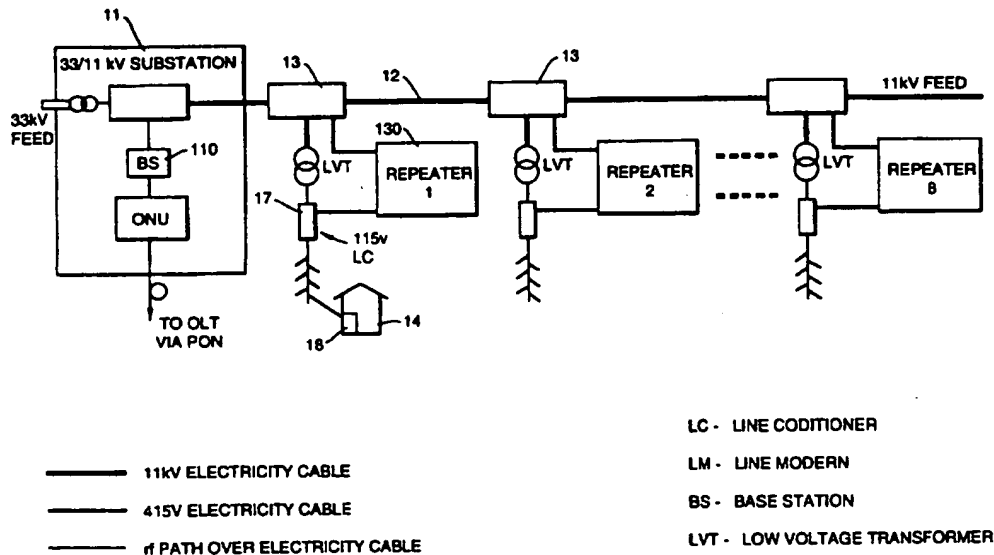 11
33/11 kV SUBSTATION
13
12
13
11kV FEED
33kV
FEED
BS
110
ONU
TO OLT
VIA PON
LVT
130
REPEATER
1
17
115v
LC
18
14
LVT
REPEATER
2
LVT
REPEATER
8
11kV ELECTRICITY CABLE
415V ELECTRICITY CABLE
rf PATH OVER ELECTRICITY CABLE
LC - LINE CODITIONER
LM - LINE MODERN
BS - BASE STATION
LVT - LOW VOLTAGE TRANSFORMER